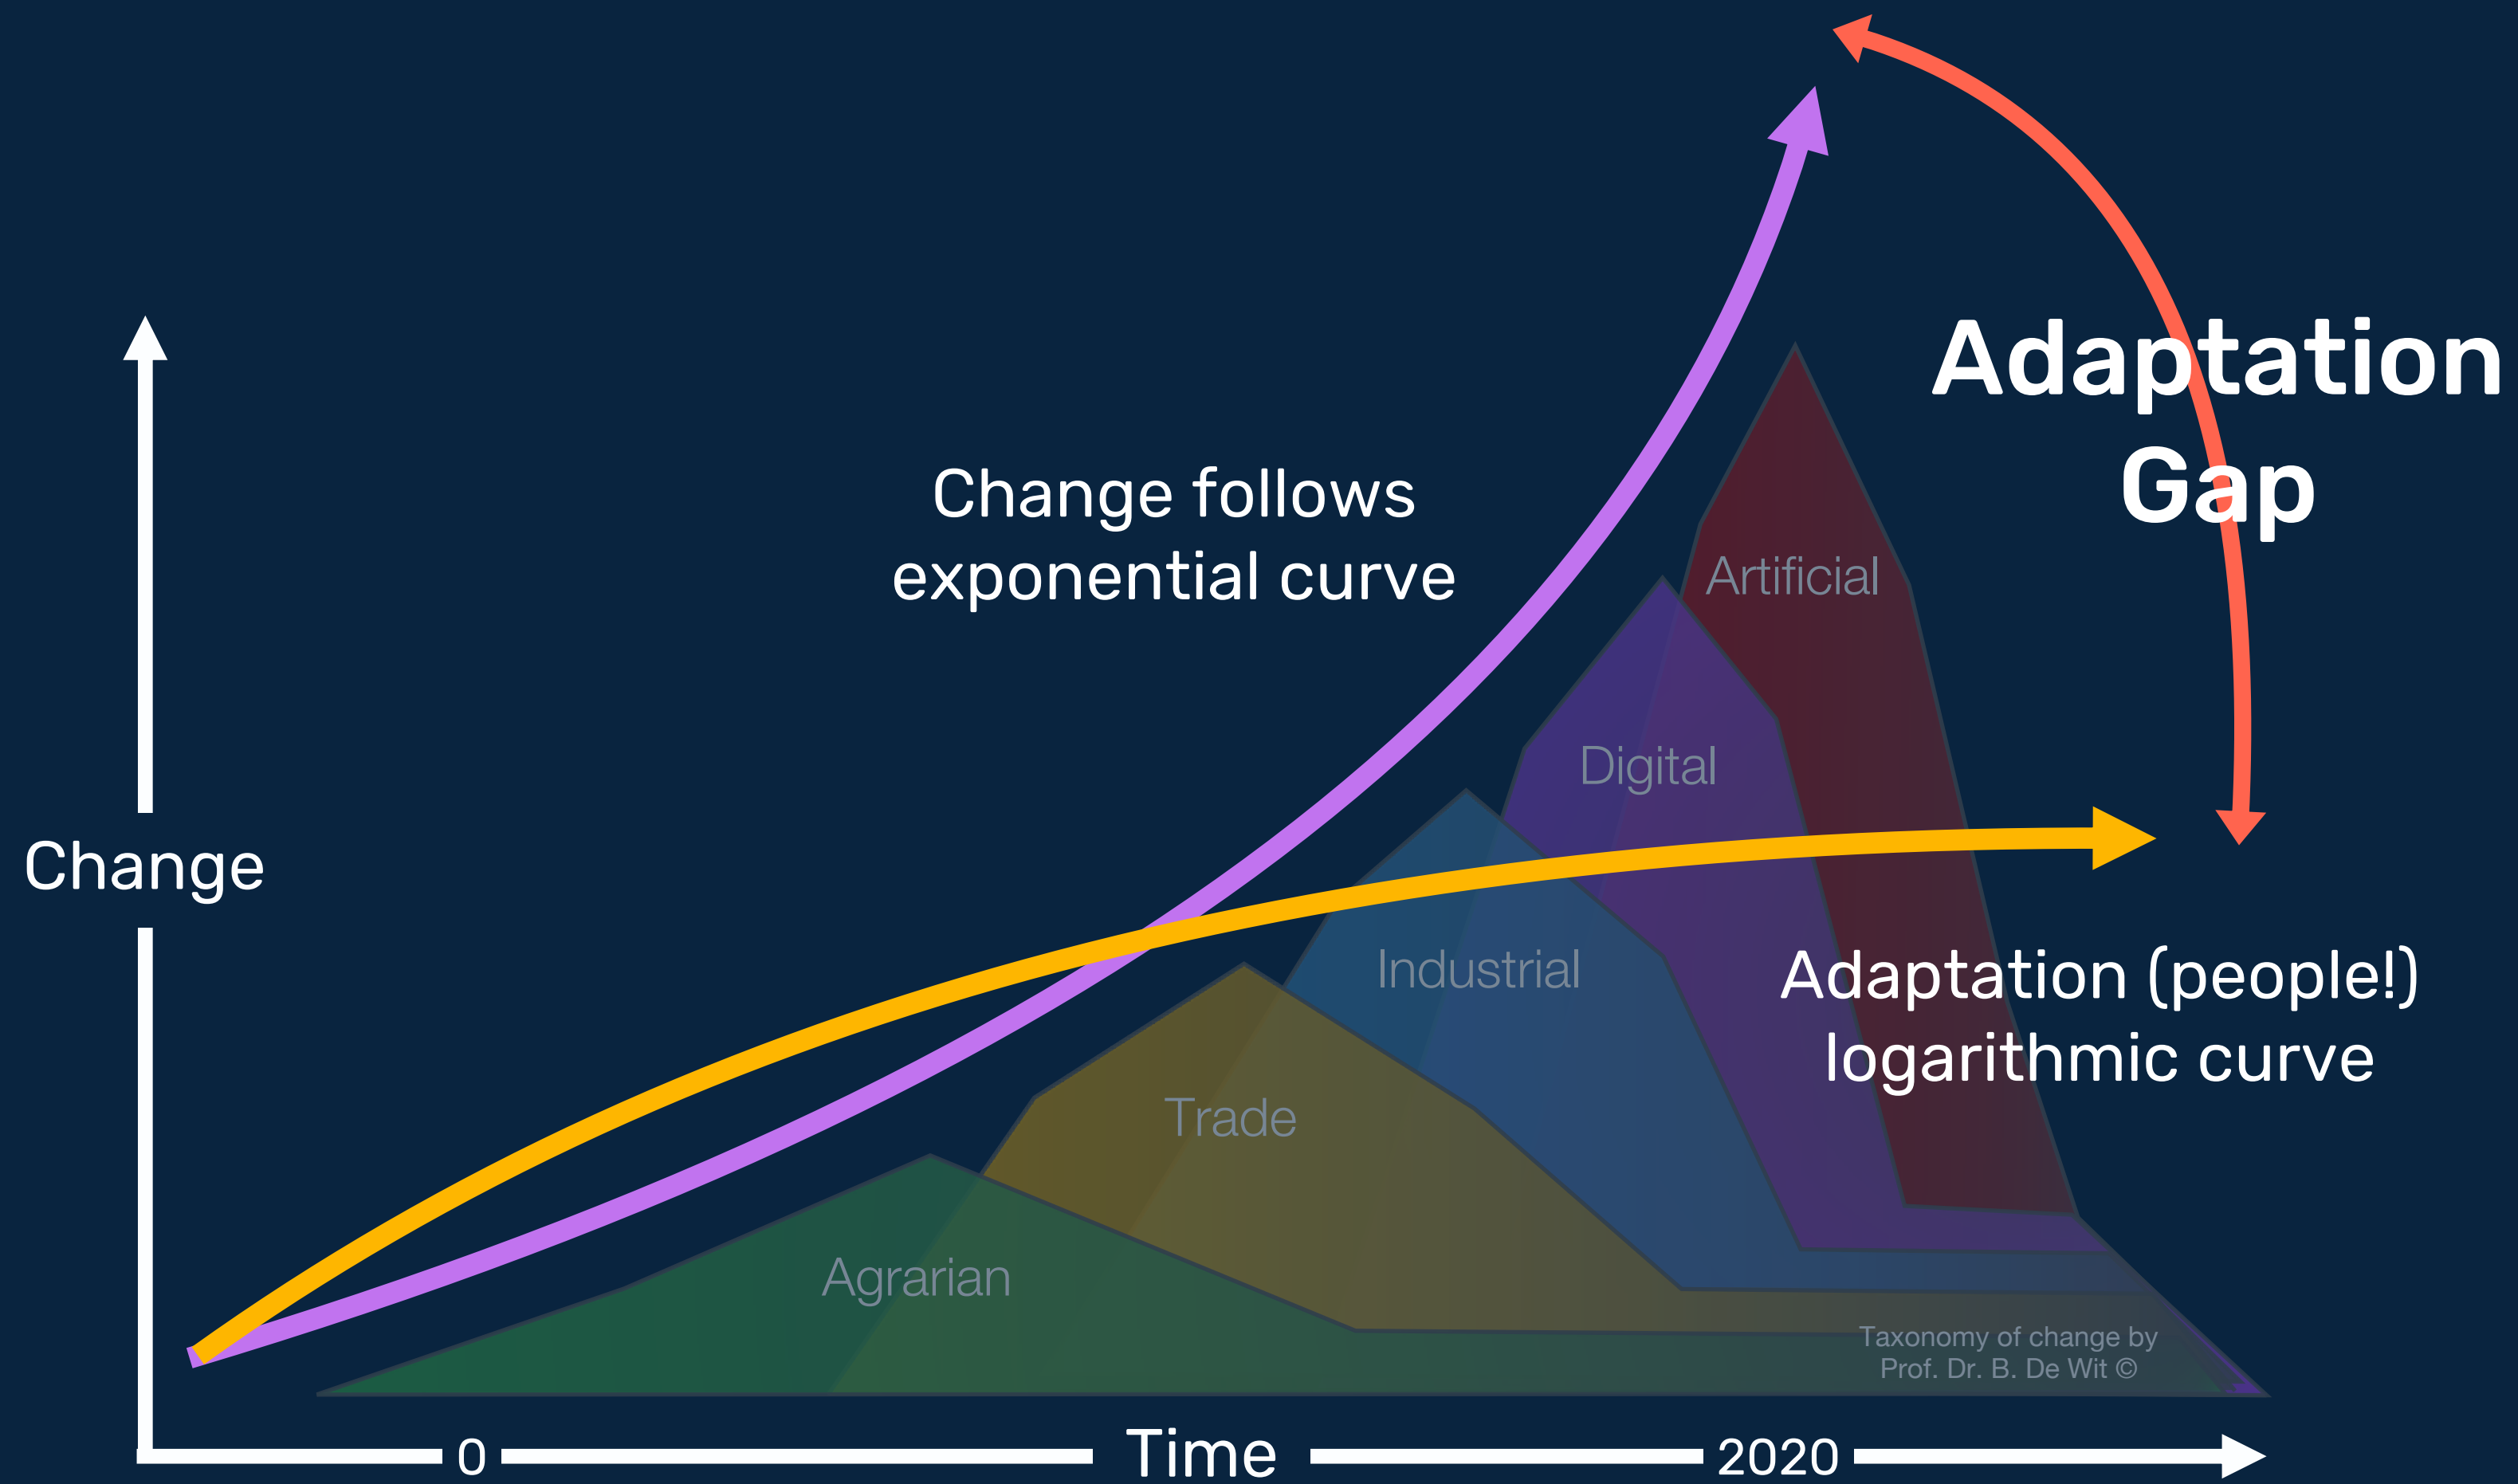 Adaptation
Gap
Change follows
exponential curve
Artificial
Digital
Change
Industrial
Adaptation (people!)
logarithmic curve
Trade
Agrarian
Taxonomy of change by
Prof. Dr. B. De Wit ©
0
Time
2020